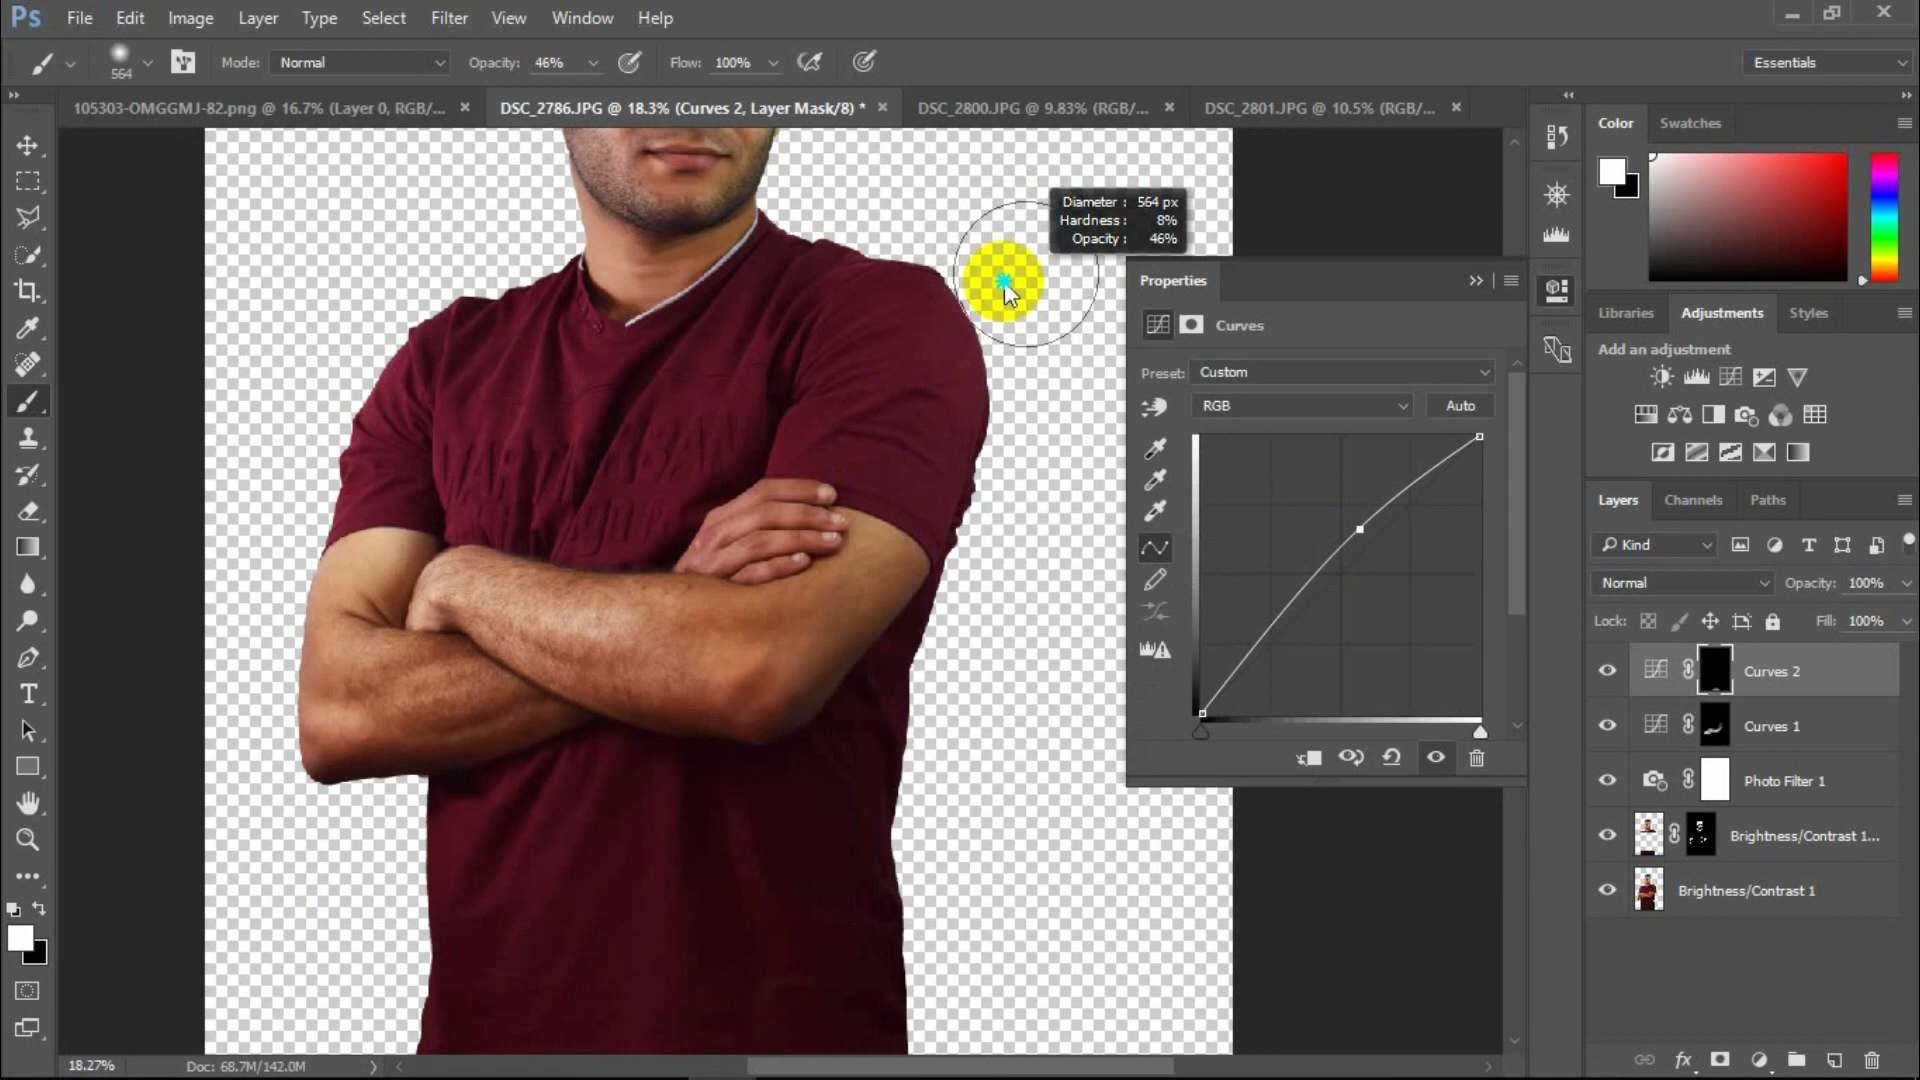 Ps File Edit Image Layer Type Select Filter View Window Help
564 Mode: Normal Opacity: 46% Flow: 100% Essentials
105303-OMGGMJ-82.png @ 16.7% (Layer 0, RGB/... × DSC_2786.JPG @ 18.3% (Curves 2, Layer Mask/8) * × DSC_2800.JPG @ 9.83% (RGB/... × DSC_2801.JPG @ 10.5% (RGB/... ×
Color Swatches
Diameter : 564 px
Hardness : 8%
Opacity : 46%
Properties
Curves
Preset: Custom
RGB Auto
Libraries Adjustments Styles
Add an adjustment
Layers Channels Paths
Kind
Normal Opacity: 100%
Lock: Fill: 100%
Curves 2
Curves 1
Photo Filter 1
Brightness/Contrast 1...
Brightness/Contrast 1
18.27% Doc: 68.7M/142.0M